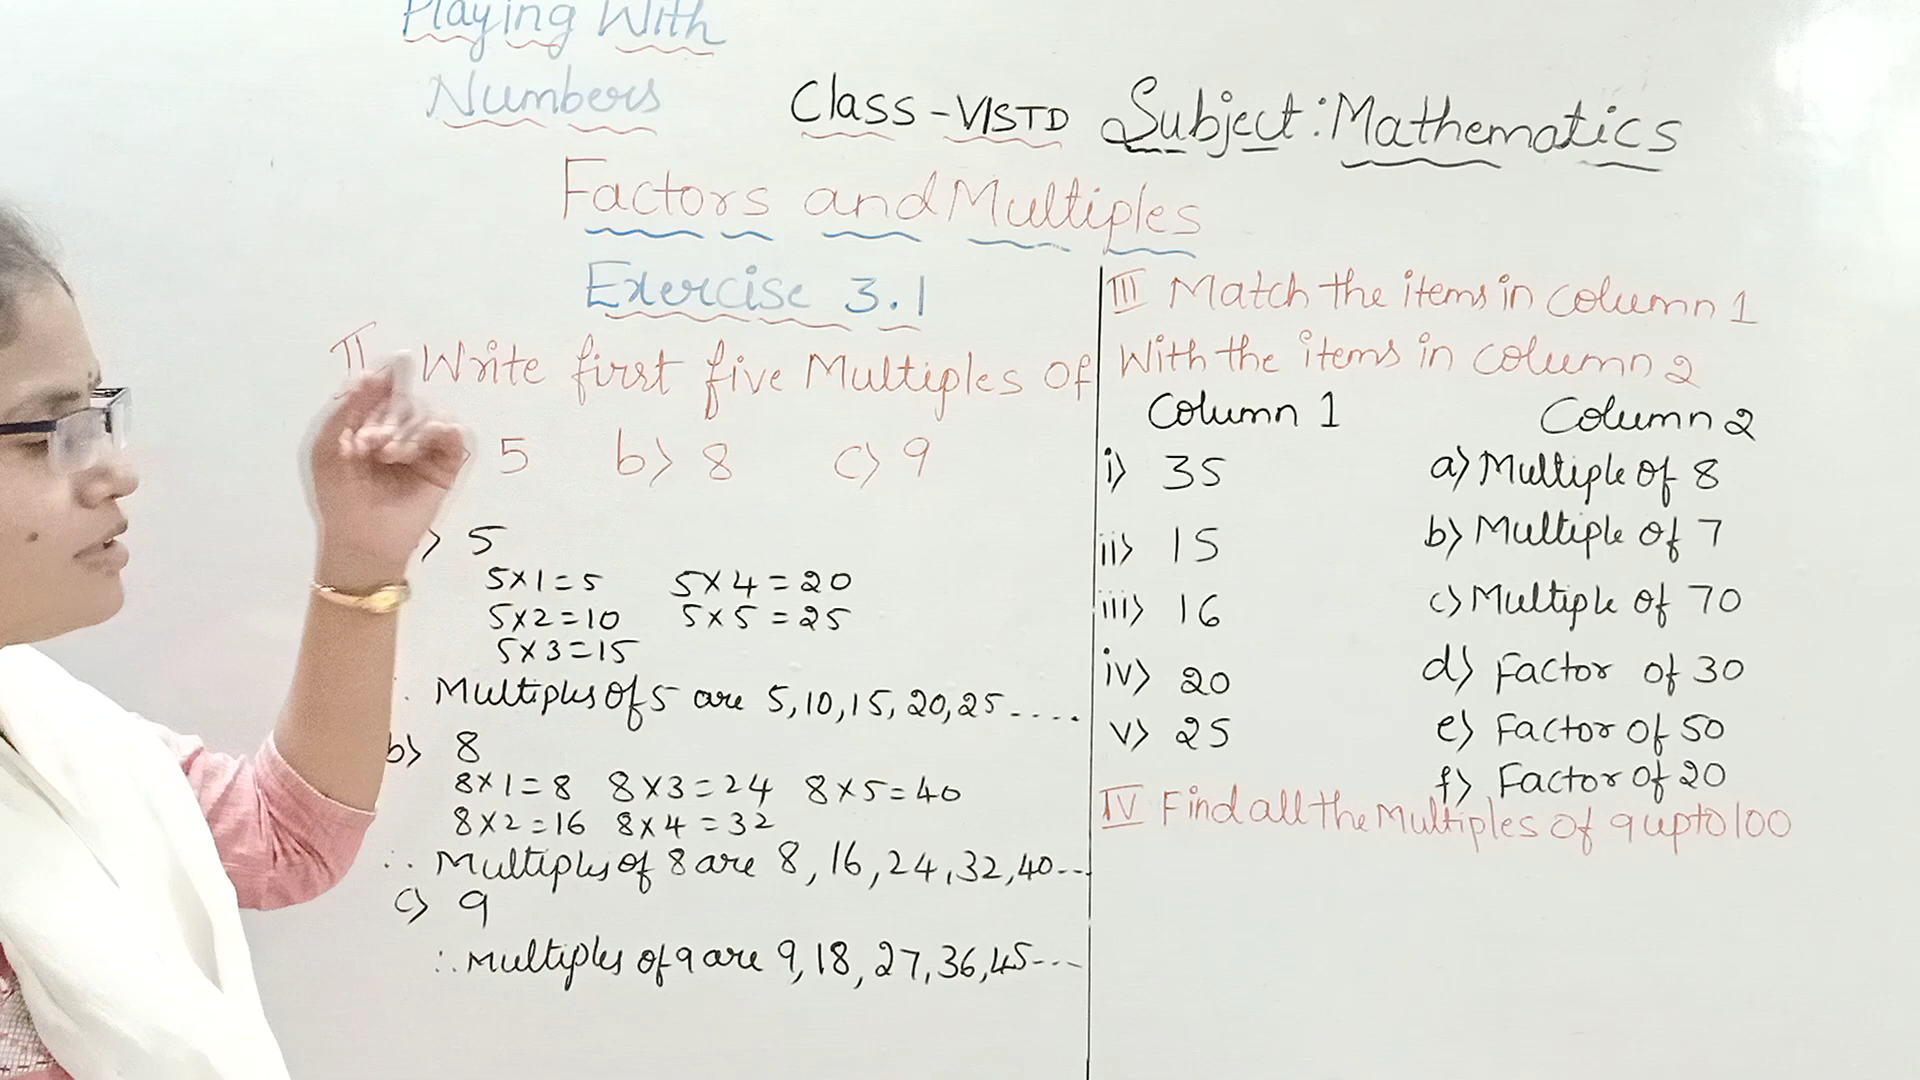 Playing With
Numbers
Class-VISTD Subject: Mathematics
Factors and Multiples
Exercise 3.1
II Write first five Multiples of
5 b) 8 c) 9
) 5
5×1=5 5×4=20
5×2=10 5×5=25
5×3=15
Multiples of 5 are 5,10,15,20,25....
b) 8
8×1=8 8×3=24 8×5=40
8×2=16 8×4=32
∴ Multiples of 8 are 8,16,24,32,40---
c) 9
∴ Multiples of 9 are 9,18,27,36,45---
III Match the items in column 1
With the items in column 2
Column 1 Column 2
i) 35 a) Multiple of 8
ii) 15 b) Multiple of 7
iii) 16 c) Multiple of 70
iv) 20 d) Factor of 30
v) 25 e) Factor of 50
f) Factor of 20
IV Find all the Multiples of 9 upto 100